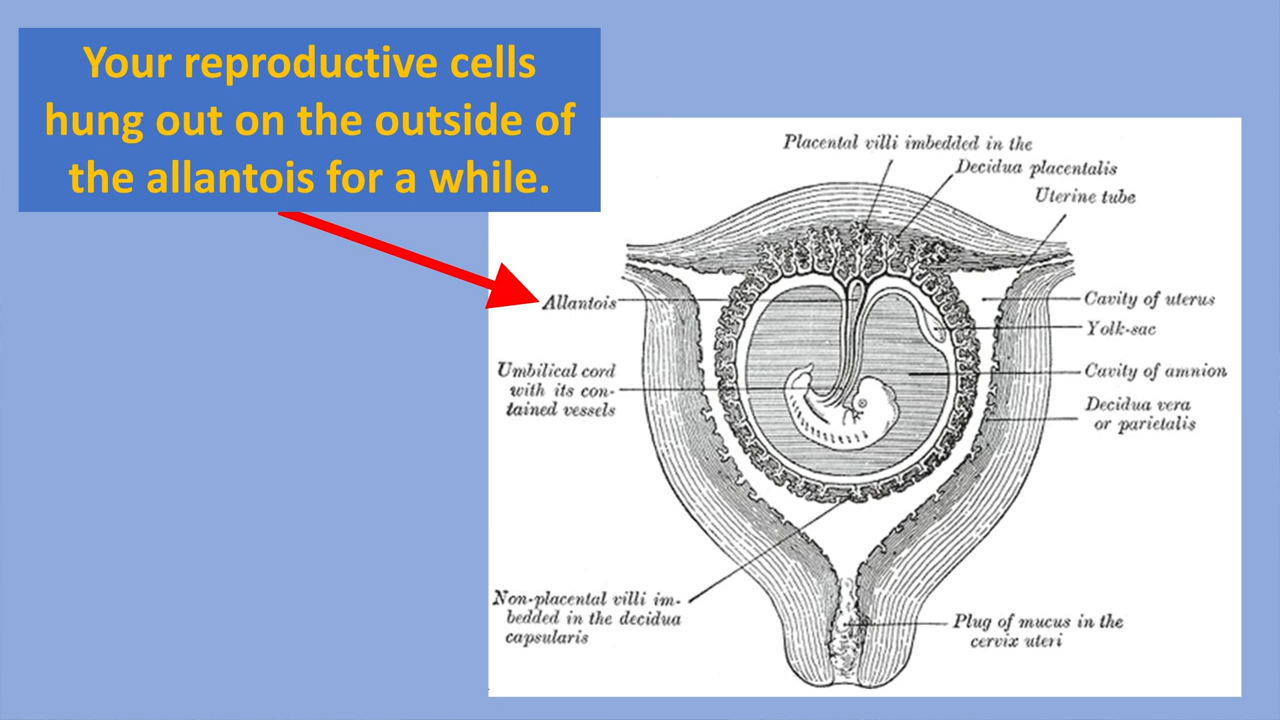 Your reproductive cells
hung out on the outside of
the allantois for a while.
Placental villi imbedded in the
Decidua placentalis
Uterine tube
Allantois
Cavity of uterus
Yolk-sac
Umbilical cord
with its con-
tained vessels
Cavity of amnion
Decidua vera
or parietalis
Non-placental villi im-
bedded in the decidua
capsularis
Plug of mucus in the
cervix uteri